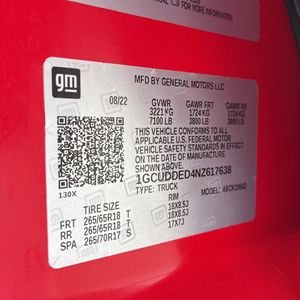 gm
MFD BY GENERAL MOTORS LLC
08/22 GVWR GAWR FRT GAWR RR
3221 KG 1724 KG 1724 KG
7100 LB 3800 LB 3800 LB
THIS VEHICLE CONFORMS TO ALL
APPLICABLE U.S. FEDERAL MOTOR
VEHICLE SAFETY STANDARDS IN
EFFECT ON THE DATE OF
MANUFACTURE SHOWN ABOVE.
1GCUDDED4NZ617638
130X TYPE: TRUCK MODEL:
TIRE SIZE RIM
FRT 265/65R18 T 18X8.5J
RR 265/65R18 T 18X8.5J
SPA 265/70R17 S 17X7J